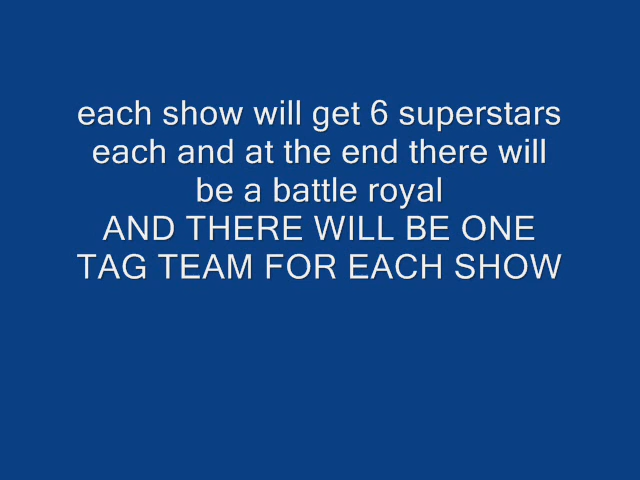 each show will get 6 superstars
each and at the end there will
be a battle royal
AND THERE WILL BE ONE
TAG TEAM FOR EACH SHOW